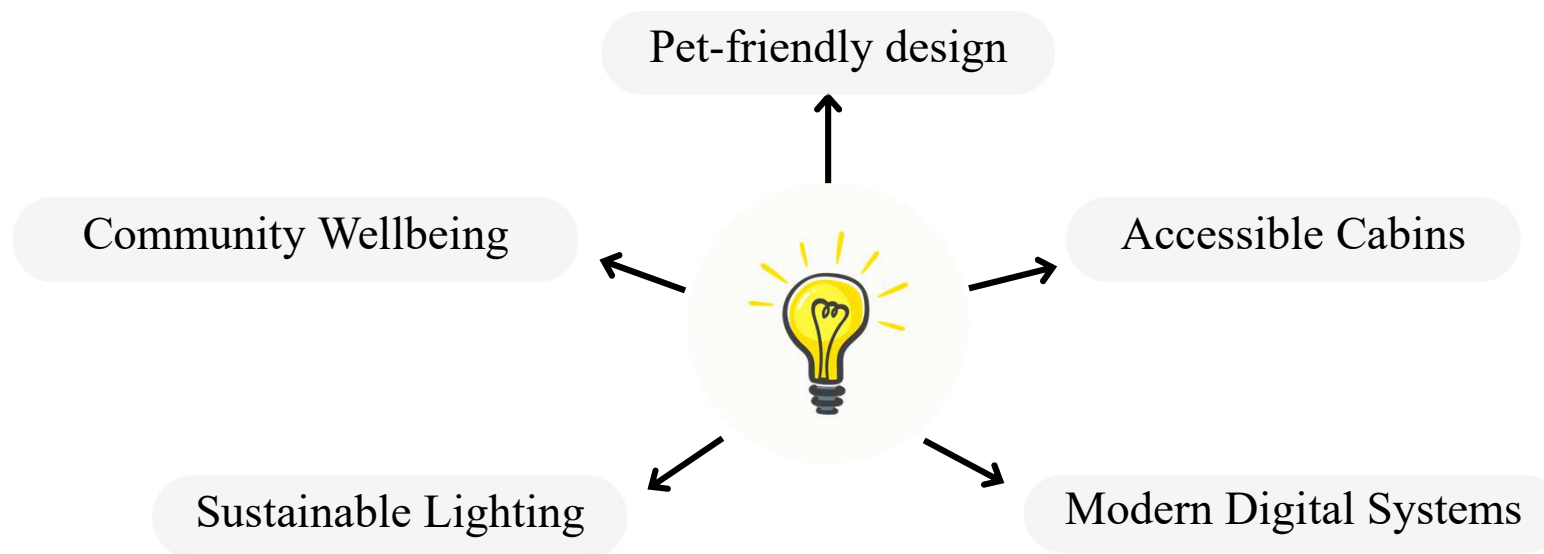 Pet-friendly design
Community Wellbeing
Accessible Cabins
Sustainable Lighting
Modern Digital Systems